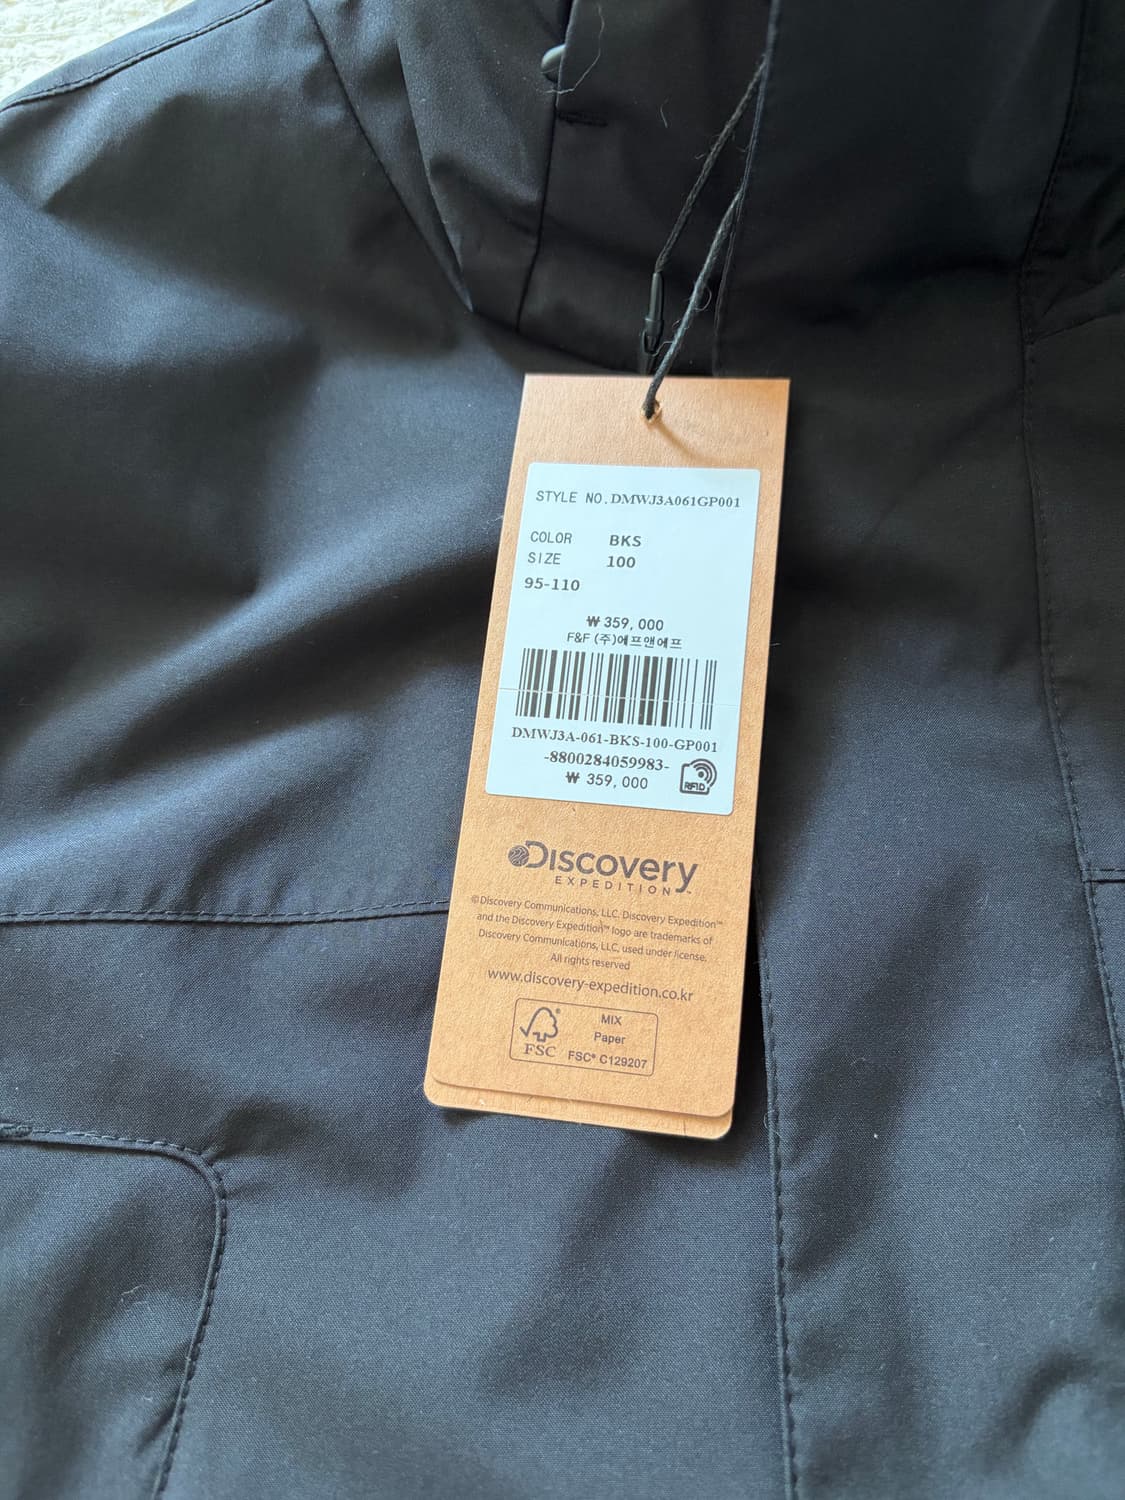 STYLE NO. DMWJ3A061GP001
COLOR BKS
SIZE 100
95-110
₩ 359,000
F&F (주)에프앤에프
DMWJ3A-061-BKS-100-GP001
-8800284059983-
₩ 359,000
RFID
DISCOVERY
EXPEDITION™
©Discovery Communications, LLC. Discovery Expedition™
and the Discovery Expedition™ logo are trademarks of
Discovery Communications, LLC, used under license.
All rights reserved
www.discovery-expedition.co.kr
FSC®
MIX
Paper
FSC® C129207